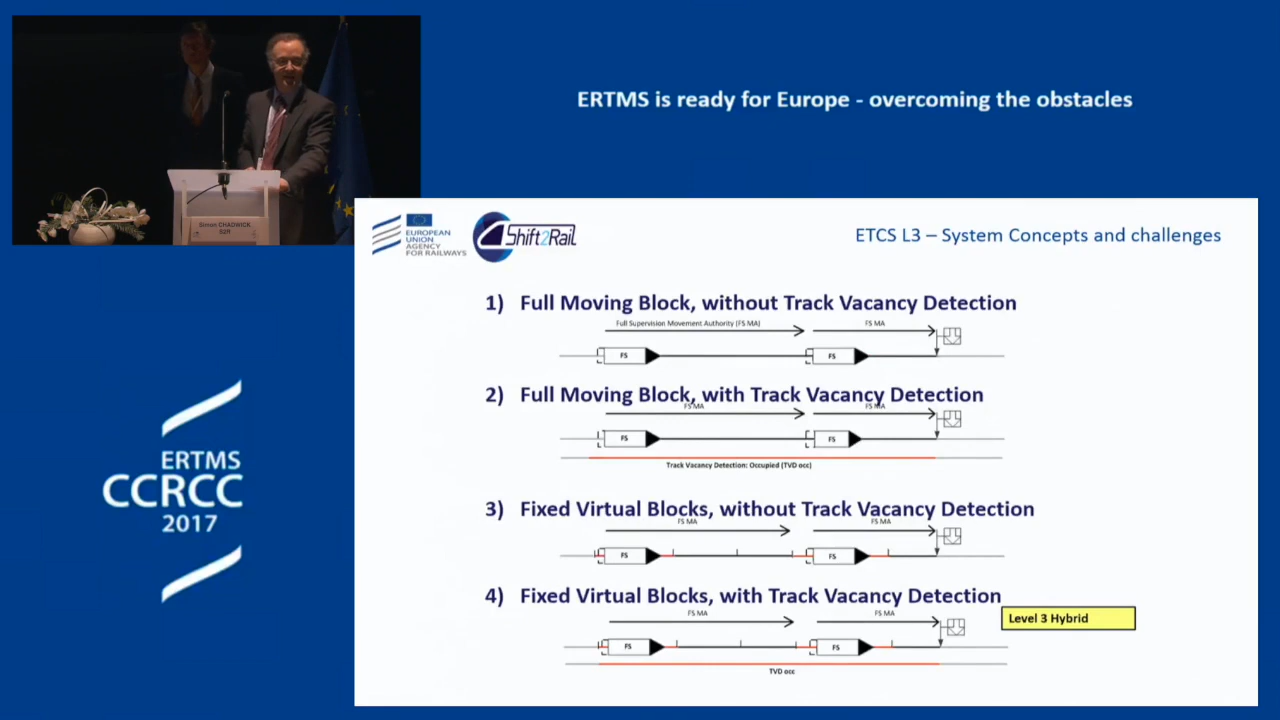 ERTMS is ready for Europe - overcoming the obstacles
Simon CHADWICK
S2R
EUROPEAN
UNION
AGENCY
FOR RAILWAYS
Shift2Rail
ETCS L3 – System Concepts and challenges
1) Full Moving Block, without Track Vacancy Detection
Full Supervision Movement Authority (FS MA)
FS MA
FS
FS
2) Full Moving Block, with Track Vacancy Detection
FS MA
FS MA
FS
FS
Track Vacancy Detection: Occupied (TVD occ)
3) Fixed Virtual Blocks, without Track Vacancy Detection
FS MA
FS MA
FS
FS
4) Fixed Virtual Blocks, with Track Vacancy Detection
Level 3 Hybrid
FS MA
FS MA
FS
FS
TVD occ
ERTMS
CCRCC
2017